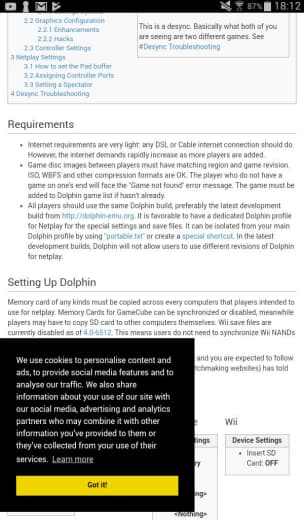 87% 18:12
2.2 Graphics Configuration
2.2.1 Enhancements
2.2.2 Hacks
2.3 Controller Settings
3 Netplay Settings
3.1 How to set the Pad buffer
3.2 Assigning Controller Ports
3.3 Setting a Spectator
4 Desync Troubleshooting
This is a desync. Basically what both of you
are seeing are two different games. See
#Desync Troubleshooting
Requirements
• Internet requirements are very light: any DSL or Cable internet connection should do.
However, the internet demands rapidly increase as more players are added.
• Game disc images between players must have matching region and game revision.
ISO, WBFS and other compression formats are OK. The player who do not have a
game on one's end will face the "Game not found" error message. The game must be
added to Dolphin game list if hasn't already.
• All players should use the same Dolphin build, preferably the latest development
build from http://dolphin-emu.org. It is favorable to have a dedicated Dolphin profile
for Netplay for the special settings and save files. It can be isolated from your main
Dolphin profile by using "portable.txt" or create a special shortcut. In the latest
development builds, Dolphin will not allow users to use different revisions of Dolphin
for netplay.
Setting Up Dolphin
Memory card of any kinds must be copied across every computers that players intended to
use for netplay. Memory Cards for GameCube can be synchronized or disabled, meanwhile
players may have to copy SD card to other computers themselves. Wii save files are
currently disabled as of 4.0-6512. This means users do not need to synchronize Wii NANDs
and you are expected to follow
tchmaking websites) has told
We use cookies to personalise content and
ads, to provide social media features and to
analyse our traffic. We also share
information about your use of our site with
our social media, advertising and analytics
partners who may combine it with other
information you've provided to them or
they've collected from your use of their
services. Learn more
Got it!
e Wii
tings
Device Settings
• Insert SD
Card: OFF
ry
ng>
<Nothing>